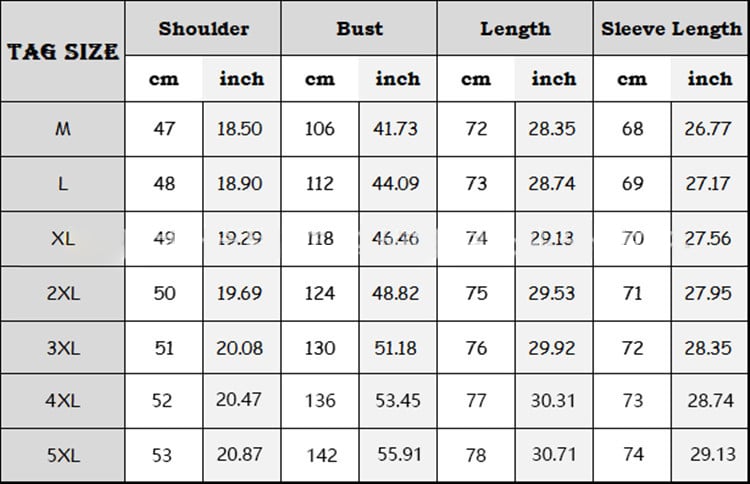 TAG SIZE Shoulder Bust Length Sleeve Length
cm inch cm inch cm inch cm inch
M 47 18.50 106 41.73 72 28.35 68 26.77
L 48 18.90 112 44.09 73 28.74 69 27.17
XL 49 19.29 118 46.46 74 29.13 70 27.56
2XL 50 19.69 124 48.82 75 29.53 71 27.95
3XL 51 20.08 130 51.18 76 29.92 72 28.35
4XL 52 20.47 136 53.45 77 30.31 73 28.74
5XL 53 20.87 142 55.91 78 30.71 74 29.13